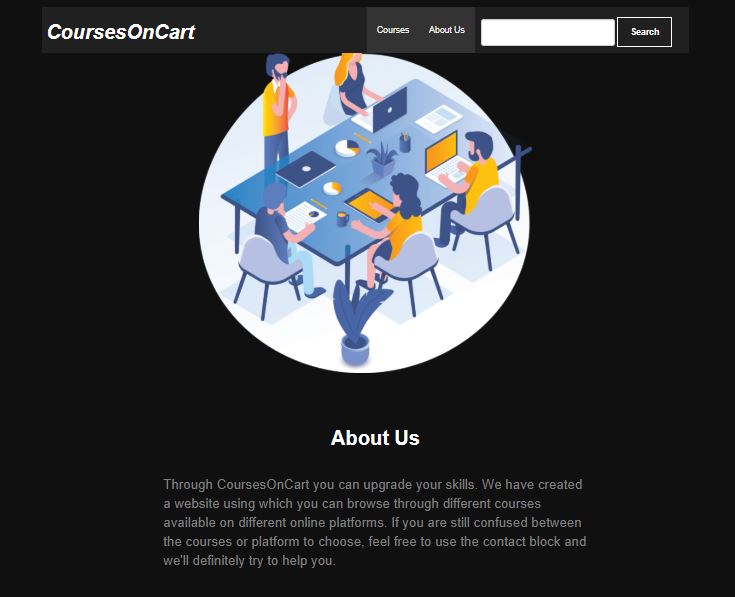 CoursesOnCart
Courses
About Us
Search
About Us
Through CoursesOnCart you can upgrade your skills. We have created
a website using which you can browse through different courses
available on different online platforms. If you are still confused between
the courses or platform to choose, feel free to use the contact block and
we'll definitely try to help you.